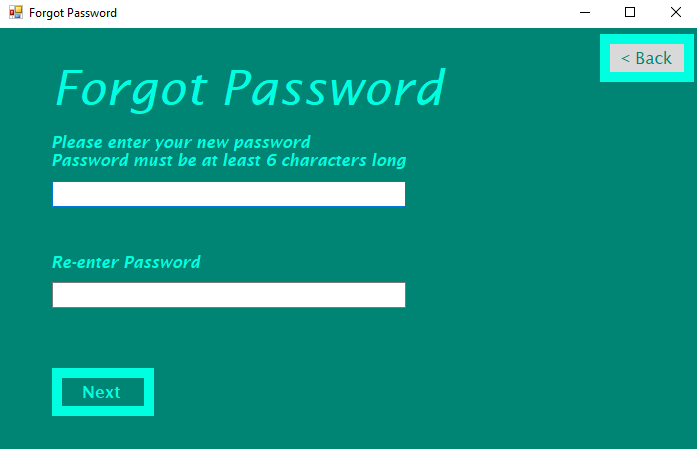 Forgot Password
< Back
Forgot Password
Please enter your new password
Password must be at least 6 characters long
Re-enter Password
Next